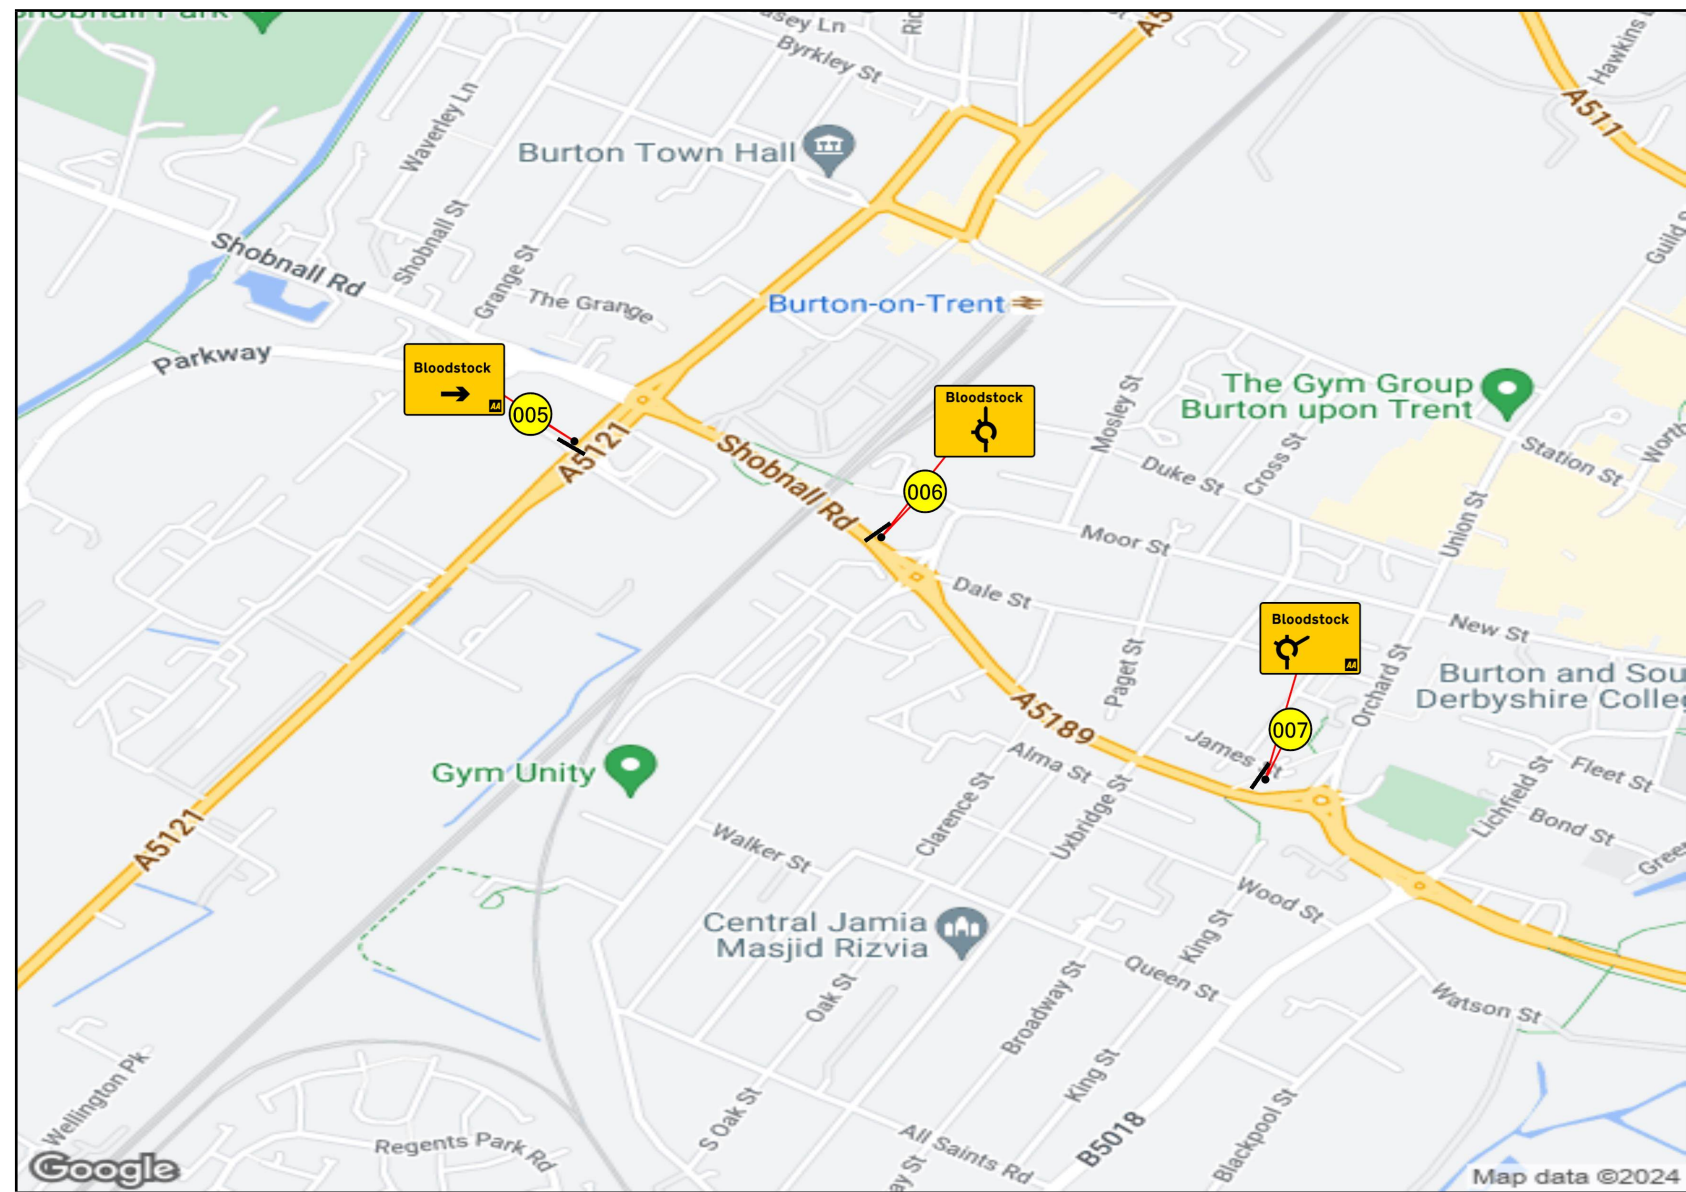 Shobnall Park
A5
Byrkley St
A511
Waverley Ln
Burton Town Hall
Shobnall Rd
Shobnall St
Grange St
The Grange
Burton-on-Trent
Parkway
Bloodstock
AA
005
A5121
Shobnall Rd
Bloodstock
006
Mosley St
The Gym Group
Burton upon Trent
Duke St
Cross St
Union St
Station St
Moor St
Dale St
New St
Bloodstock
AA
007
Paget St
Orchard St
Burton and Sou
Derbyshire Colleg
A5189
James St
Alma St
Gym Unity
Clarence St
Uxbridge St
Lichfield St
Fleet St
Bond St
Gree
A5121
Walker St
Wood St
Central Jamia
Masjid Rizvia
King St
Queen St
Oak St
Broadway St
Watson St
Wellington Pk
King St
S Oak St
B5018
Blackpool St
Regents Park Rd
All Saints Rd
ay St
Google
Map data ©2024